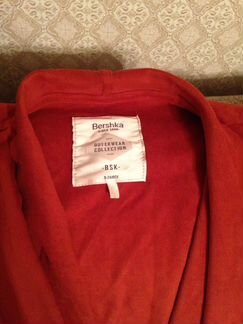 Bershka
SINCE 1998
OUTERWEAR
COLLECTION
-BSK-